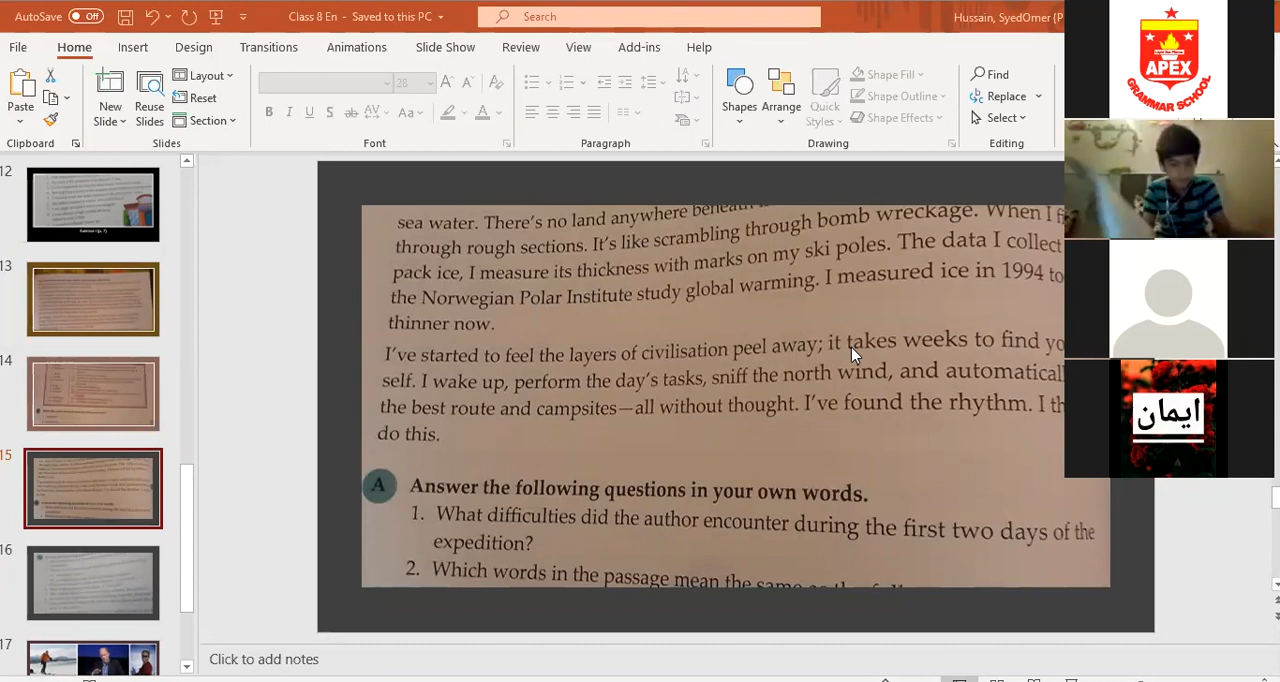 AutoSave Off Class 8 En - Saved to this PC Search Hussain, SyedOmer {P
File Home Insert Design Transitions Animations Slide Show Review View Add-ins Help
Paste
New Slide
Reuse Slides
Layout
Reset
Section
28
B I U S ab AV Aa A
Shapes
Arrange
Quick Styles
Shape Fill
Shape Outline
Shape Effects
Find
Replace
Select
Clipboard Slides Font Paragraph Drawing Editing
APEX
GRAMMAR SCHOOL
12
13
14
15
16
17
sea water. There's no land anywhere beneath
through rough sections. It's like scrambling through bomb wreckage. When I
pack ice, I measure its thickness with marks on my ski poles. The data I collect
the Norwegian Polar Institute study global warming. I measured ice in 1994 to
thinner now.
I've started to feel the layers of civilisation peel away; it takes weeks to find
self. I wake up, perform the day's tasks, sniff the north wind, and
the best route and campsites—all without thought. I've found the rhythm. I
do this.
A Answer the following questions in your own words.
1. What difficulties did the author encounter during the first two days of the
expedition?
2. Which words in the passage mean the same
ایمان
Click to add notes